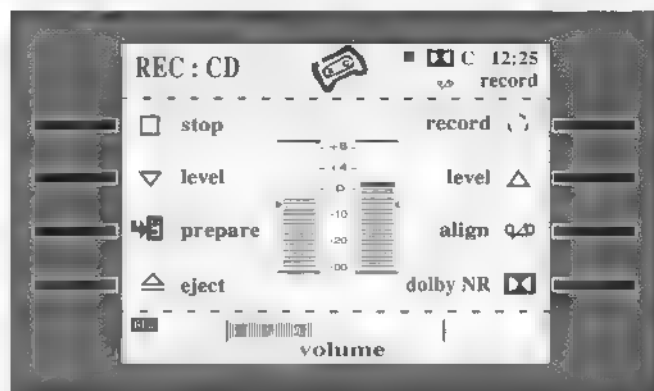 REC : CD
C 12:25
record
stop
record
level
level
prepare
align
eject
dolby NR
+8
+4
0
-10
-20
-00
volume